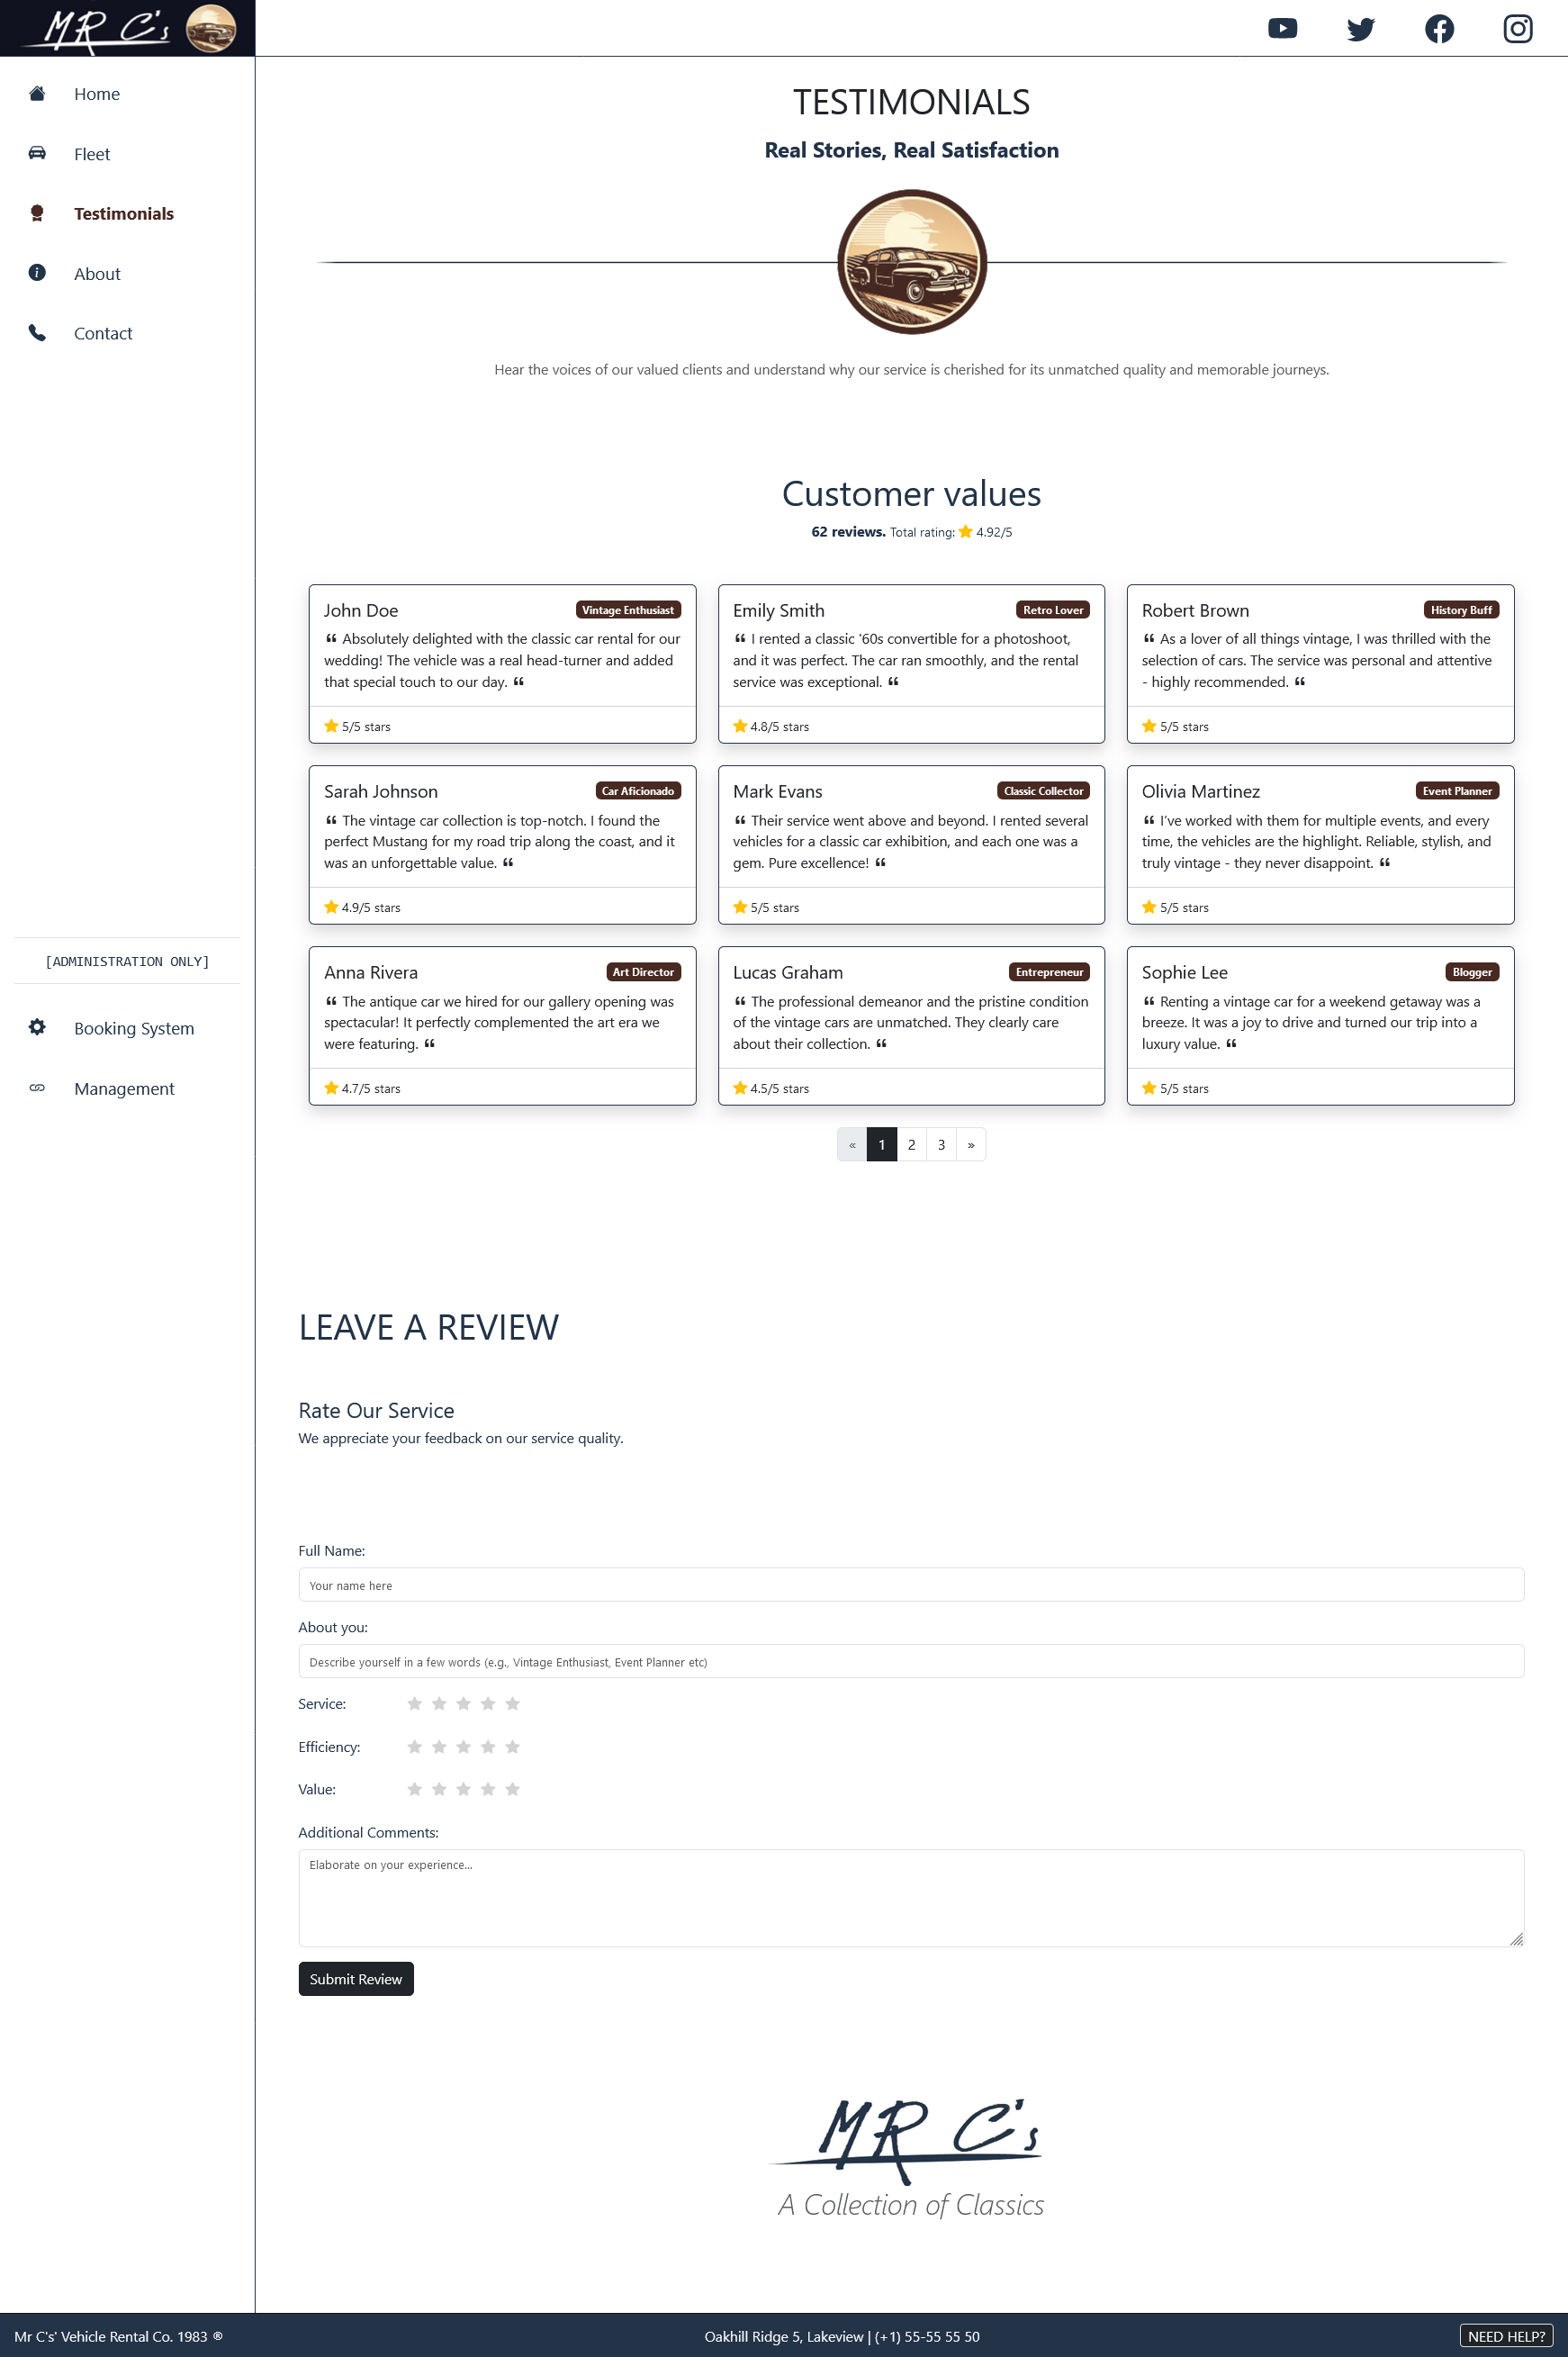 MR C's
Home
Fleet
Testimonials
About
Contact
[ADMINISTRATION ONLY]
Booking System
Management
TESTIMONIALS
Real Stories, Real Satisfaction
Hear the voices of our valued clients and understand why our service is cherished for its unmatched quality and memorable journeys.
Customer values
62 reviews. Total rating: 4.92/5
John Doe
Vintage Enthusiast
“ Absolutely delighted with the classic car rental for our
wedding! The vehicle was a real head-turner and added
that special touch to our day. “
5/5 stars
Emily Smith
Retro Lover
“ I rented a classic '60s convertible for a photoshoot,
and it was perfect. The car ran smoothly, and the rental
service was exceptional. “
4.8/5 stars
Robert Brown
History Buff
“ As a lover of all things vintage, I was thrilled with the
selection of cars. The service was personal and attentive
- highly recommended. “
5/5 stars
Sarah Johnson
Car Aficionado
“ The vintage car collection is top-notch. I found the
perfect Mustang for my road trip along the coast, and it
was an unforgettable value. “
4.9/5 stars
Mark Evans
Classic Collector
“ Their service went above and beyond. I rented several
vehicles for a classic car exhibition, and each one was a
gem. Pure excellence! “
5/5 stars
Olivia Martinez
Event Planner
“ I've worked with them for multiple events, and every
time, the vehicles are the highlight. Reliable, stylish, and
truly vintage - they never disappoint. “
5/5 stars
Anna Rivera
Art Director
“ The antique car we hired for our gallery opening was
spectacular! It perfectly complemented the art era we
were featuring. “
4.7/5 stars
Lucas Graham
Entrepreneur
“ The professional demeanor and the pristine condition
of the vintage cars are unmatched. They clearly care
about their collection. “
4.5/5 stars
Sophie Lee
Blogger
“ Renting a vintage car for a weekend getaway was a
breeze. It was a joy to drive and turned our trip into a
luxury value. “
5/5 stars
« 1 2 3 »
LEAVE A REVIEW
Rate Our Service
We appreciate your feedback on our service quality.
Full Name:
Your name here
About you:
Describe yourself in a few words (e.g., Vintage Enthusiast, Event Planner etc)
Service:
Efficiency:
Value:
Additional Comments:
Elaborate on your experience...
Submit Review
MR C's
A Collection of Classics
Mr C's' Vehicle Rental Co. 1983 ®
Oakhill Ridge 5, Lakeview | (+1) 55-55 55 50
NEED HELP?